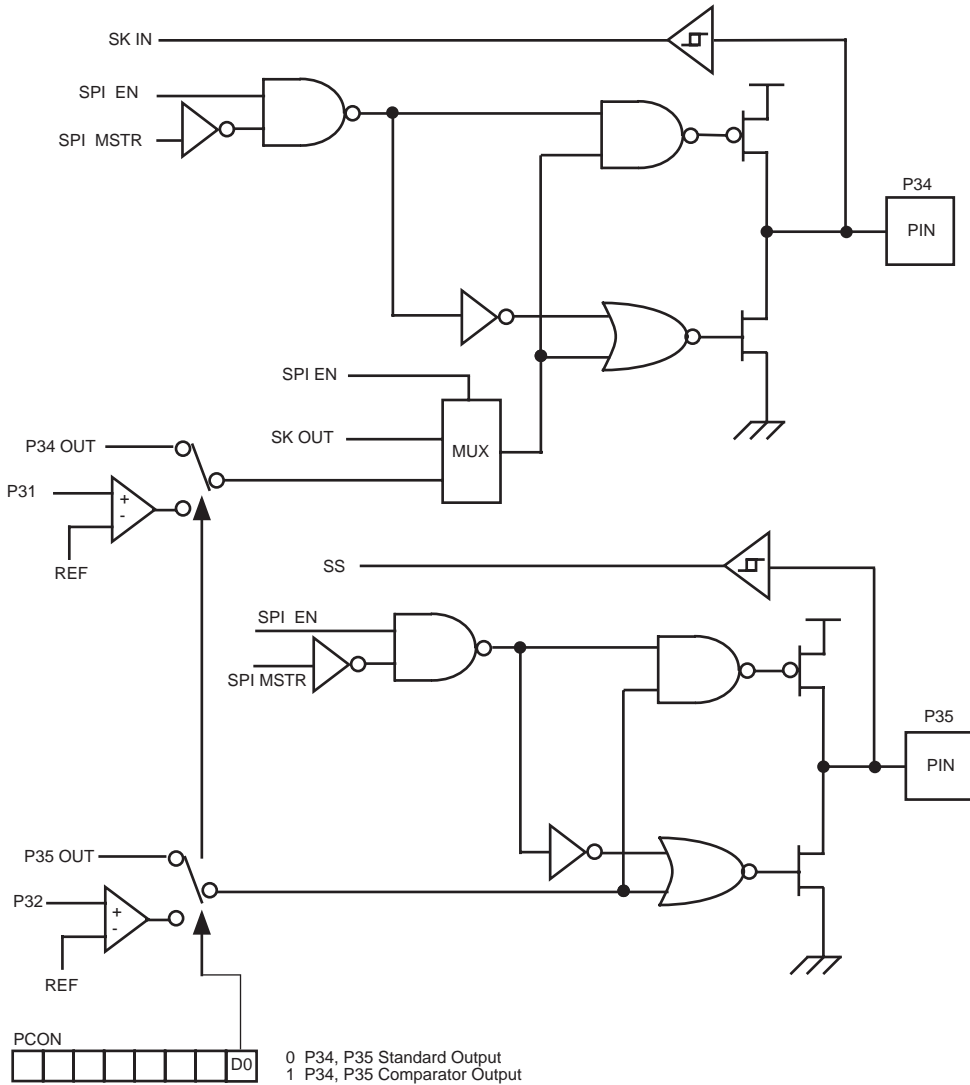 SK IN
SPI EN
SPI MSTR
P34
PIN
SPI EN
SK OUT
MUX
P34 OUT
P31
+
-
REF
SS
SPI EN
SPI MSTR
P35
PIN
P35 OUT
P32
+
-
REF
PCON
D0
0 P34, P35 Standard Output
1 P34, P35 Comparator Output